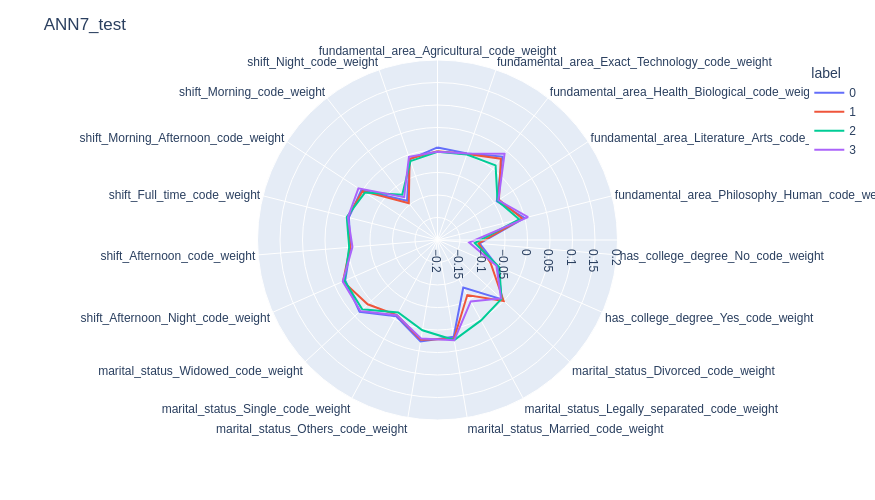 ANN7_test
fundamental_area_Agricultural_code_weight
shift_Night_code_weight
fundamental_area_Exact_Technology_code_weight
label
shift_Morning_code_weight
fundamental_area_Health_Biological_code_weig
0
1
shift_Morning_Afternoon_code_weight
fundamental_area_Literature_Arts_code_
2
3
shift_Full_time_code_weight
fundamental_area_Philosophy_Human_code_we
shift_Afternoon_code_weight
−0.2
−0.15
−0.1
−0.05
0
0.05
0.1
0.15
0.2
has_college_degree_No_code_weight
shift_Afternoon_Night_code_weight
has_college_degree_Yes_code_weight
marital_status_Widowed_code_weight
marital_status_Divorced_code_weight
marital_status_Single_code_weight
marital_status_Legally_separated_code_weight
marital_status_Others_code_weight
marital_status_Married_code_weight